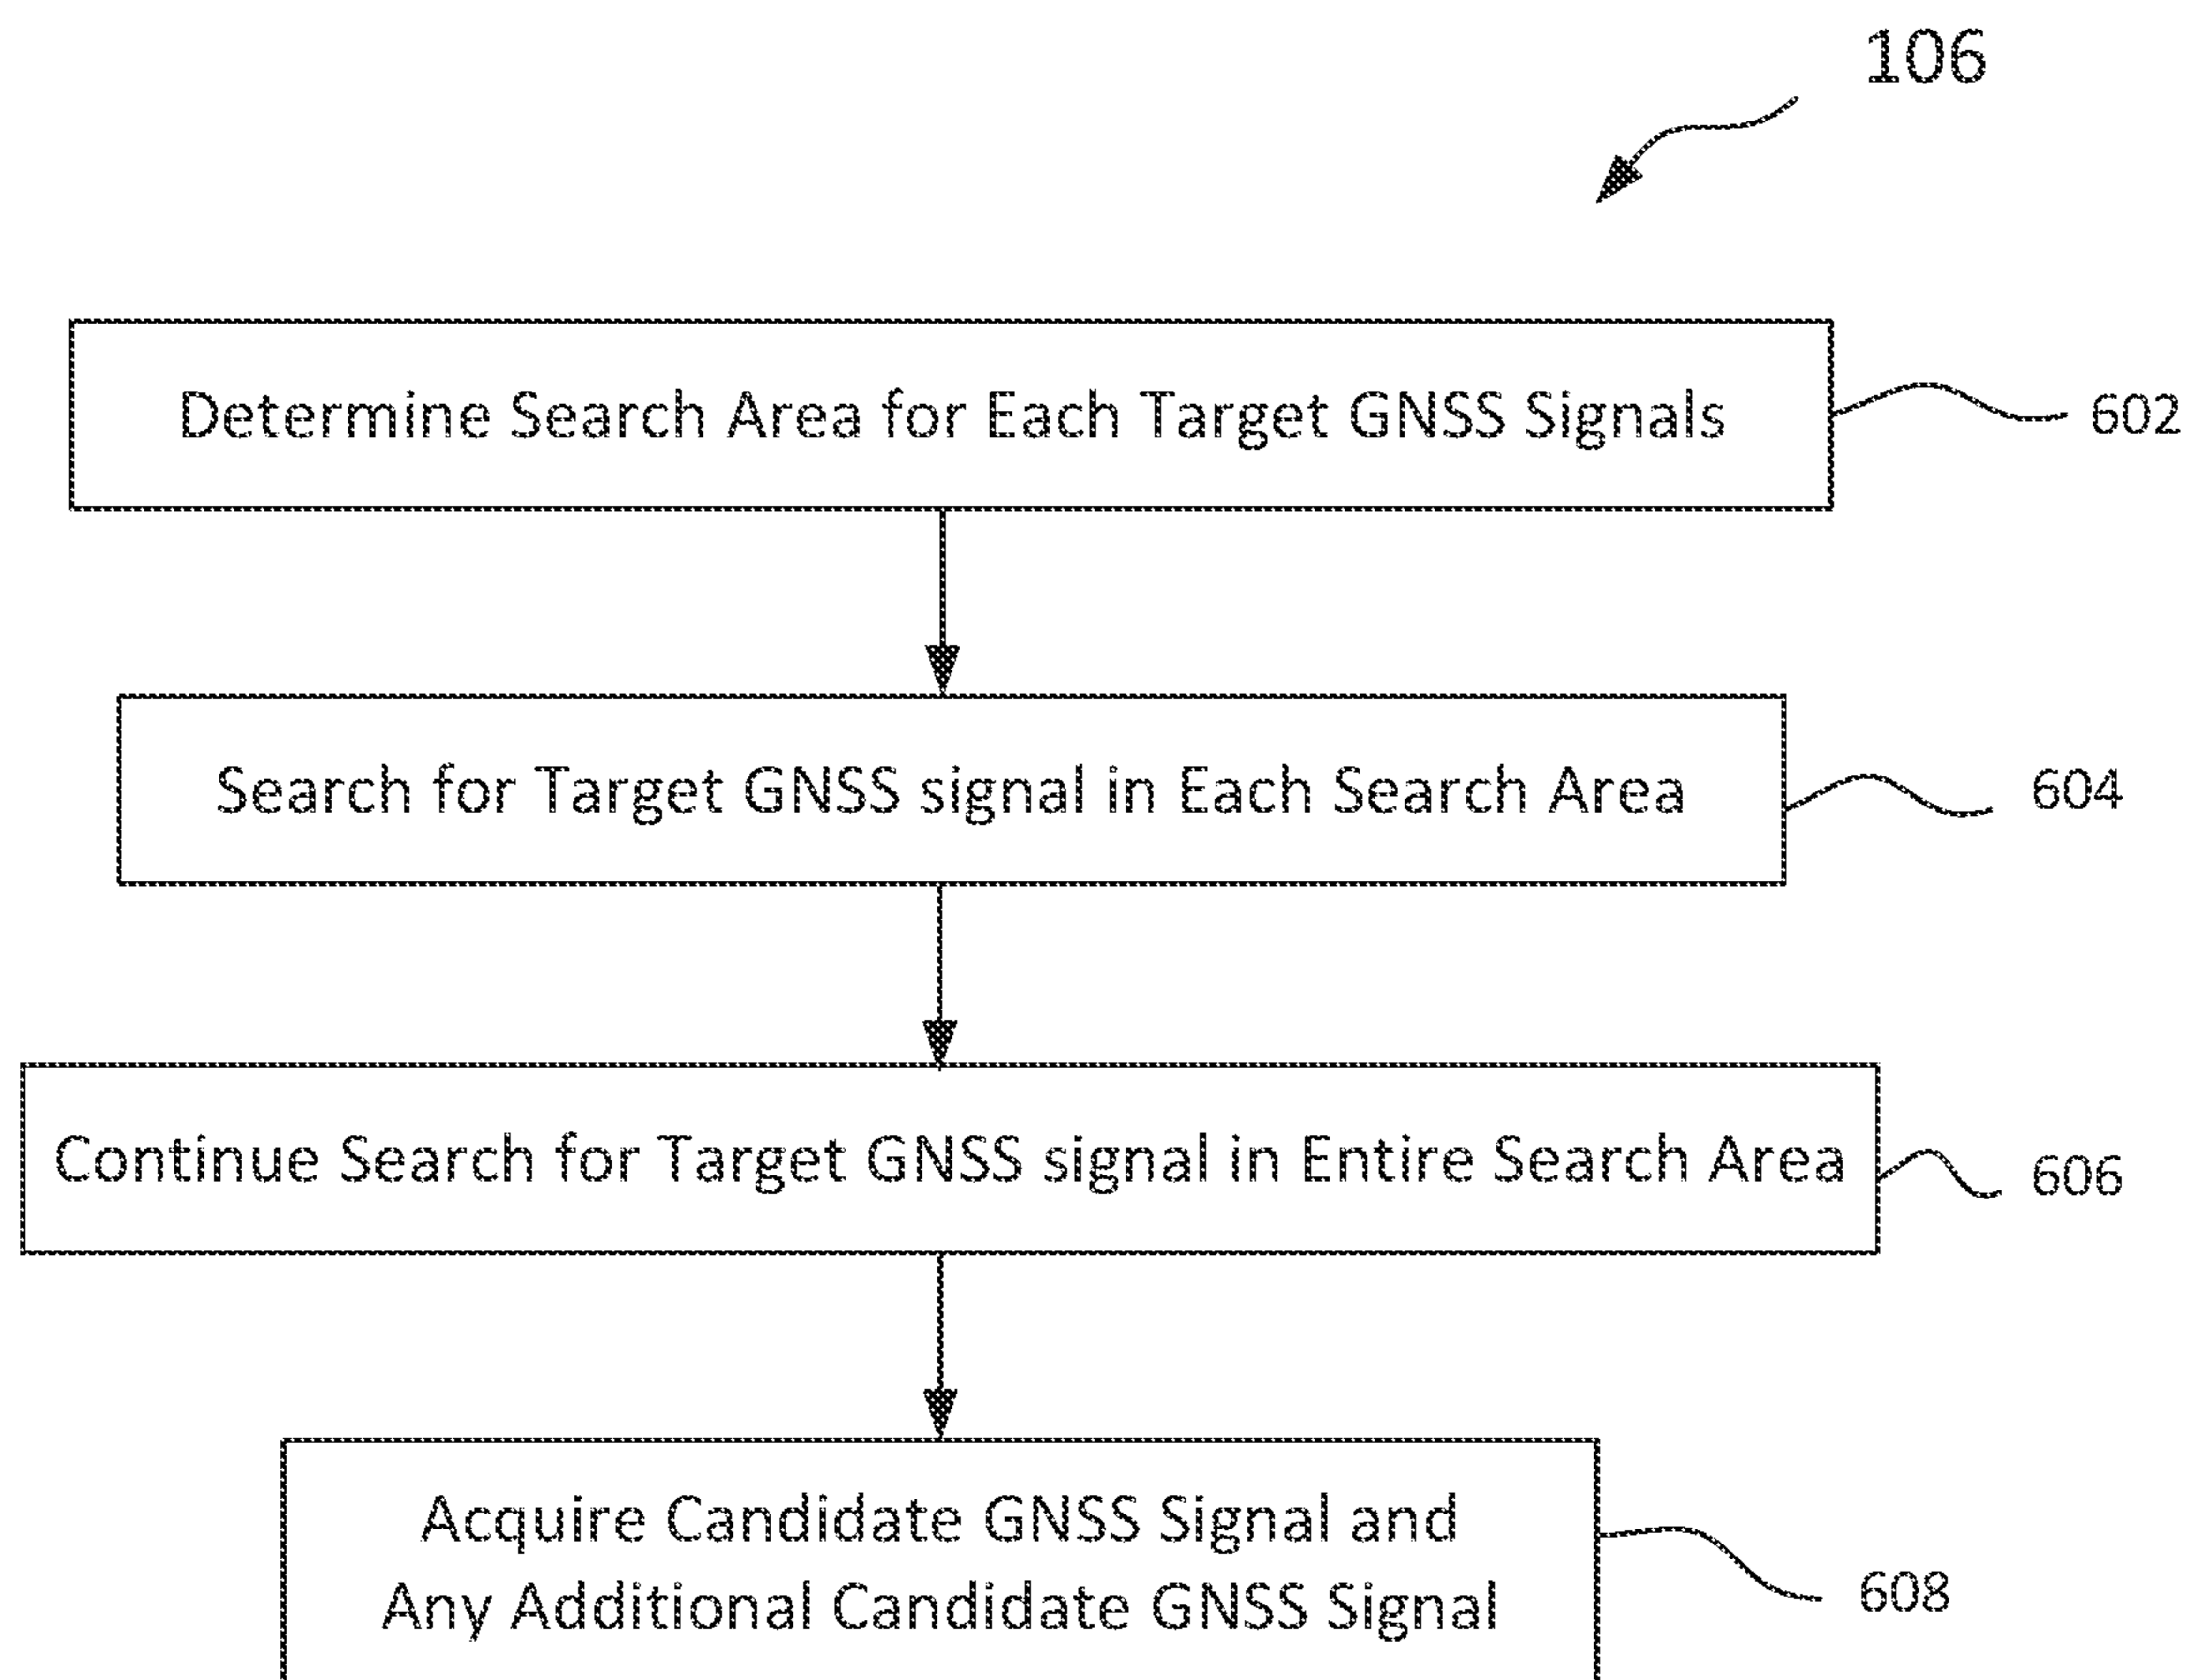 106
Determine Search Area for Each Target GNSS Signals
602
Search for Target GNSS signal in Each Search Area
604
Continue Search for Target GNSS signal in Entire Search Area
606
Acquire Candidate GNSS Signal and
Any Additional Candidate GNSS Signal
608